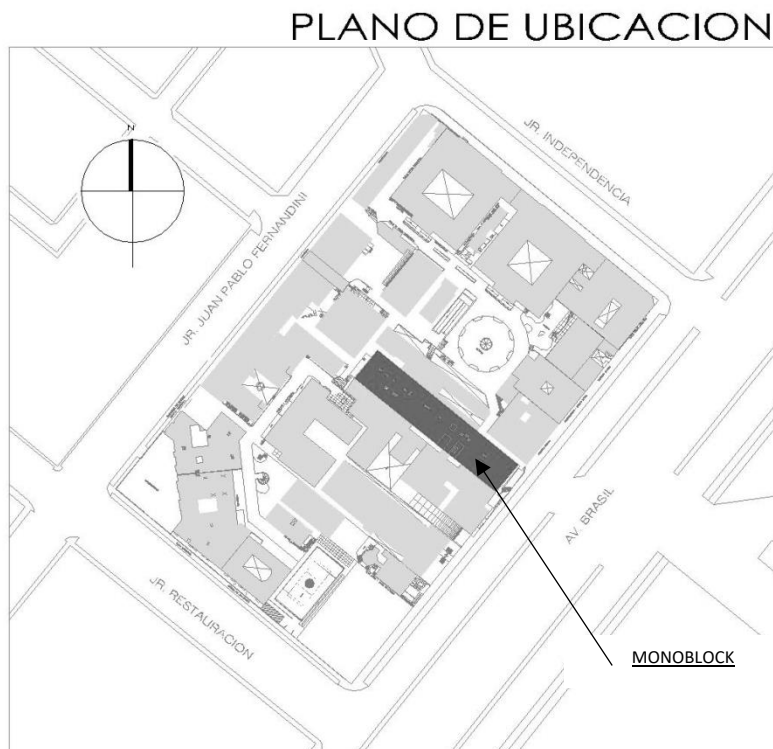 PLANO DE UBICACION
N
JR. INDEPENDENCIA
JR. JUAN PABLO FERNANDINI
AV. BRASIL
JR. RESTAURACION
MONOBLOCK